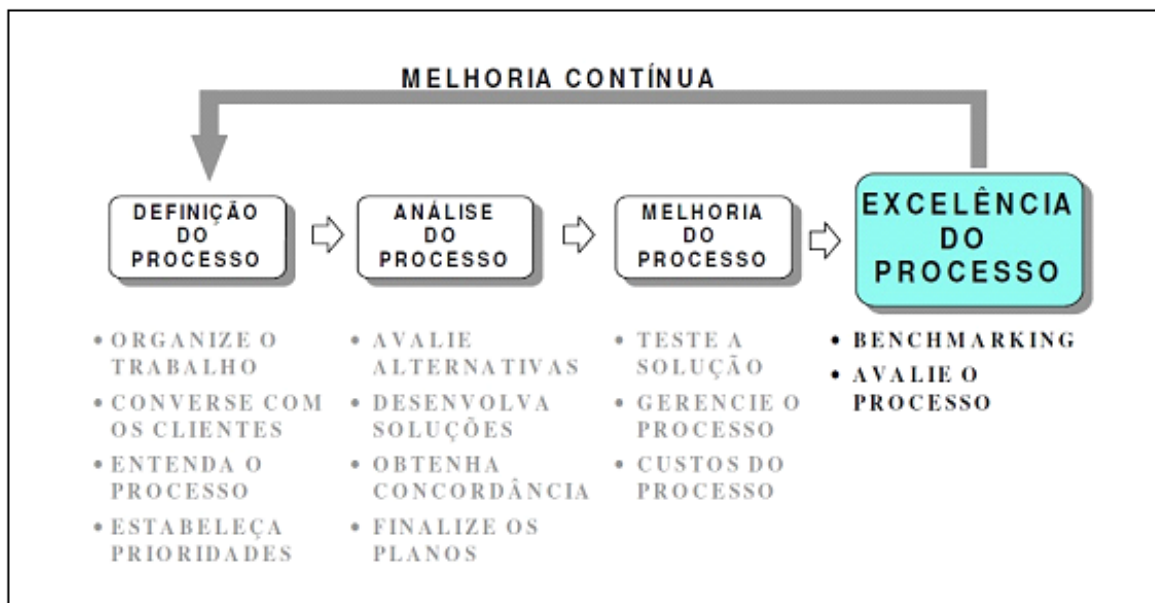 MELHORIA CONTÍNUA
DEFINIÇÃO
DO
PROCESSO
ANÁLISE
DO
PROCESSO
MELHORIA
DO
PROCESSO
EXCELÊNCIA
DO
PROCESSO
• ORGANIZE O
TRABALHO
• CONVERSE COM
OS CLIENTES
• ENTENDA O
PROCESSO
• ESTABELEÇA
PRIORIDADES
• AVALIE
ALTERNATIVAS
• DESENVOLVA
SOLUÇÕES
• OBTENHA
CONCORDÂNCIA
• FINALIZE OS
PLANOS
• TESTE A
SOLUÇÃO
• GERENCIE O
PROCESSO
• CUSTOS DO
PROCESSO
• BENCHMARKING
• AVALIE O
PROCESSO